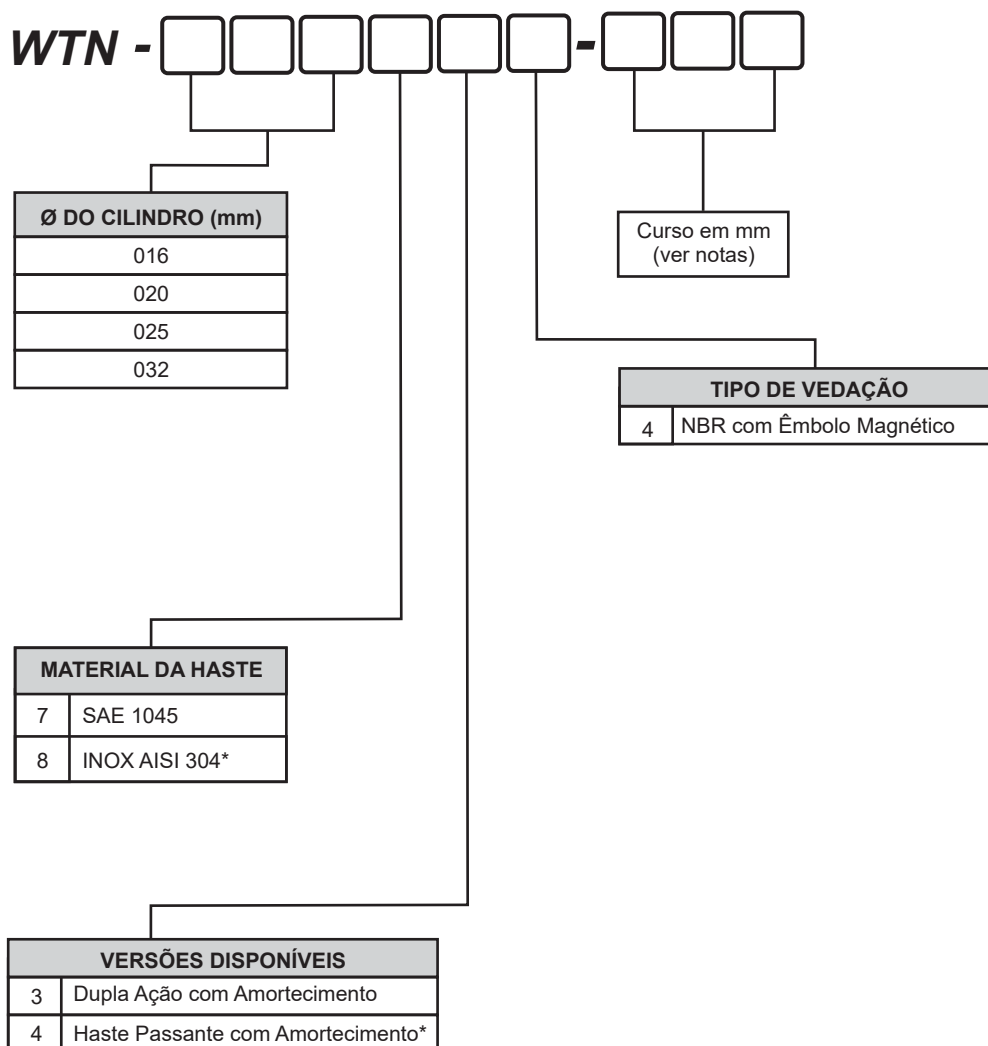 WTN - -
Ø DO CILINDRO (mm)
016
020
025
032
Curso em mm
(ver notas)
TIPO DE VEDAÇÃO
4 NBR com Êmbolo Magnético
MATERIAL DA HASTE
7 SAE 1045
8 INOX AISI 304*
VERSÕES DISPONÍVEIS
3 Dupla Ação com Amortecimento
4 Haste Passante com Amortecimento*